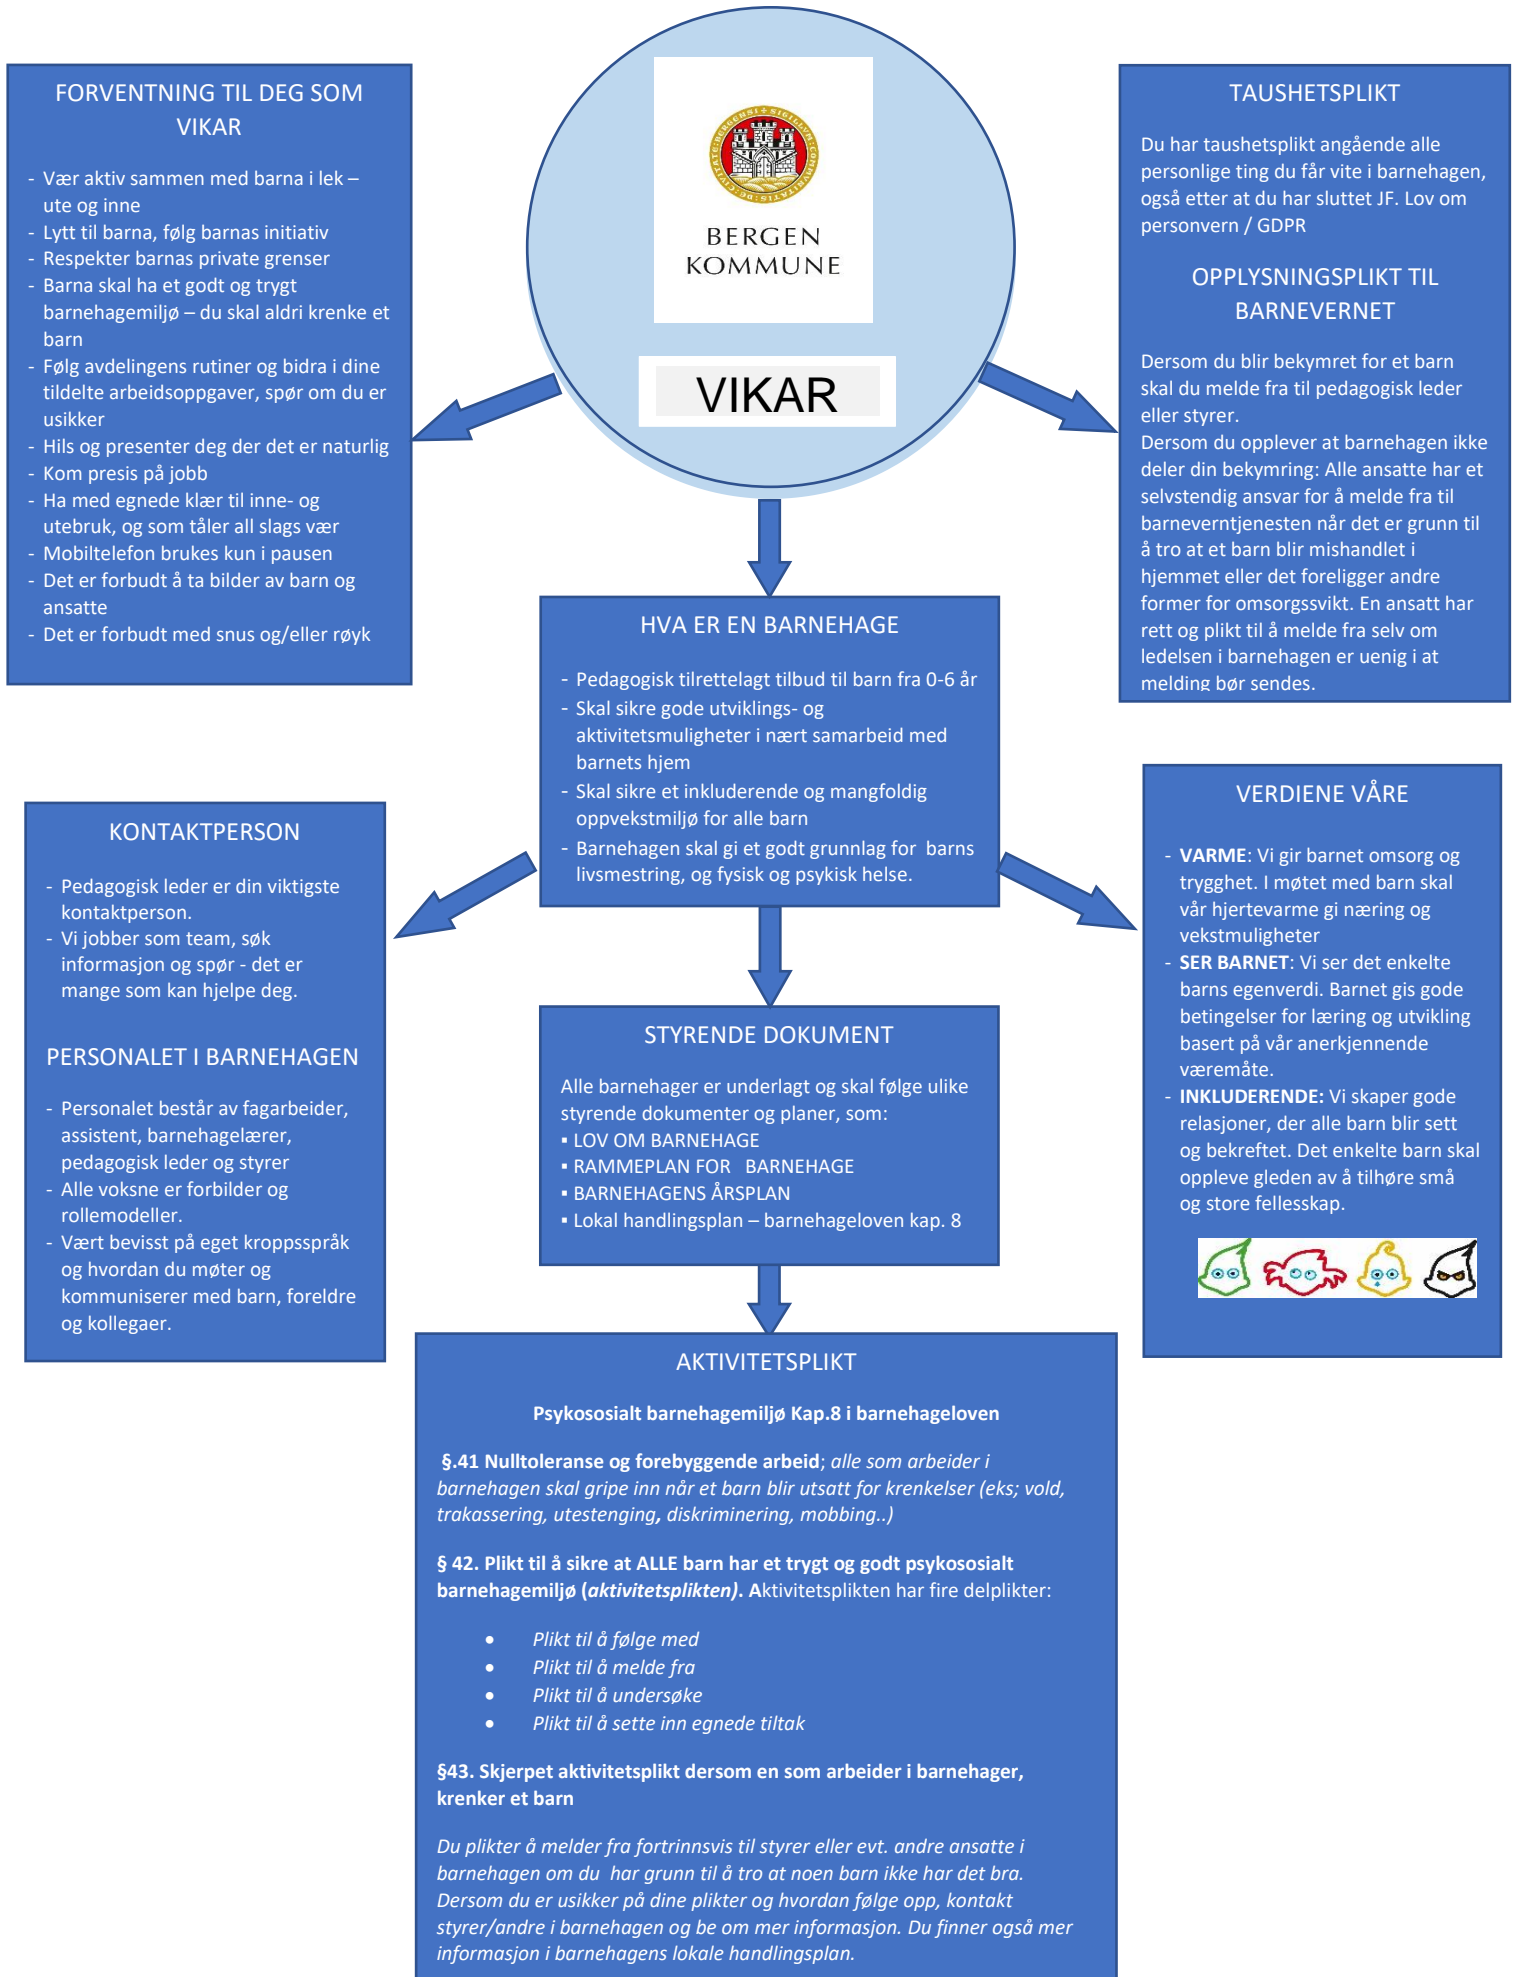 BERGEN
KOMMUNE
VIKAR
FORVENTNING TIL DEG SOM
VIKAR
- Vær aktiv sammen med barna i lek –
ute og inne
- Lytt til barna, følg barnas initiativ
- Respekter barnas private grenser
- Barna skal ha et godt og trygt
barnehagemiljø – du skal aldri krenke et
barn
- Følg avdelingens rutiner og bidra i dine
tildelte arbeidsoppgaver, spør om du er
usikker
- Hils og presenter deg der det er naturlig
- Kom presis på jobb
- Ha med egnede klær til inne- og
utebruk, og som tåler all slags vær
- Mobiltelefon brukes kun i pausen
- Det er forbudt å ta bilder av barn og
ansatte
- Det er forbudt med snus og/eller røyk
TAUSHETSPLIKT
Du har taushetsplikt angående alle
personlige ting du får vite i barnehagen,
også etter at du har sluttet JF. Lov om
personvern / GDPR
OPPLYSNINGSPLIKT TIL
BARNEVERNET
Dersom du blir bekymret for et barn
skal du melde fra til pedagogisk leder
eller styrer.
Dersom du opplever at barnehagen ikke
deler din bekymring: Alle ansatte har et
selvstendig ansvar for å melde fra til
barneverntjenesten når det er grunn til
å tro at et barn blir mishandlet i
hjemmet eller det foreligger andre
former for omsorgssvikt. En ansatt har
rett og plikt til å melde fra selv om
ledelsen i barnehagen er uenig i at
melding bør sendes.
HVA ER EN BARNEHAGE
- Pedagogisk tilrettelagt tilbud til barn fra 0-6 år
- Skal sikre gode utviklings- og
aktivitetsmuligheter i nært samarbeid med
barnets hjem
- Skal sikre et inkluderende og mangfoldig
oppvekstmiljø for alle barn
- Barnehagen skal gi et godt grunnlag for  barns
livsmestring, og fysisk og psykisk helse.
KONTAKTPERSON
- Pedagogisk leder er din viktigste
kontaktperson.
- Vi jobber som team, søk
informasjon og spør - det er
mange som kan hjelpe deg.
PERSONALET I BARNEHAGEN
- Personalet består av fagarbeider,
assistent, barnehagelærer,
pedagogisk leder og styrer
- Alle voksne er forbilder og
rollemodeller.
- Vært bevisst på eget kroppsspråk
og hvordan du møter og
kommuniserer med barn, foreldre
og kollegaer.
VERDIENE VÅRE
- VARME: Vi gir barnet omsorg og
trygghet. I møtet med barn skal
vår hjertevarme gi næring og
vekstmuligheter
- SER BARNET: Vi ser det enkelte
barns egenverdi. Barnet gis gode
betingelser for læring og utvikling
basert på vår anerkjennende
væremåte.
- INKLUDERENDE: Vi skaper gode
relasjoner, der alle barn blir sett
og bekreftet. Det enkelte barn skal
oppleve gleden av å tilhøre små
og store fellesskap.
STYRENDE DOKUMENT
Alle barnehager er underlagt og skal følge ulike
styrende dokumenter og planer, som:
▪ LOV OM BARNEHAGE
▪ RAMMEPLAN FOR   BARNEHAGE
▪ BARNEHAGENS ÅRSPLAN
▪ Lokal handlingsplan – barnehageloven kap. 8
AKTIVITETSPLIKT
Psykososialt barnehagemiljø Kap.8 i barnehageloven
§.41 Nulltoleranse og forebyggende arbeid; alle som arbeider i
barnehagen skal gripe inn når et barn blir utsatt for krenkelser (eks; vold,
trakassering, utestenging, diskriminering, mobbing..)
§ 42. Plikt til å sikre at ALLE barn har et trygt og godt psykososialt
barnehagemiljø (aktivitetsplikten). Aktivitetsplikten har fire delplikter:
• Plikt til å følge med
• Plikt til å melde fra
• Plikt til å undersøke
• Plikt til å sette inn egnede tiltak
§43. Skjerpet aktivitetsplikt dersom en som arbeider i barnehager,
krenker et barn
Du plikter å melder fra fortrinnsvis til styrer eller evt. andre ansatte i
barnehagen om du  har grunn til å tro at noen barn ikke har det bra.
Dersom du er usikker på dine plikter og hvordan følge opp, kontakt
styrer/andre i barnehagen og be om mer informasjon. Du finner også mer
informasjon i barnehagens lokale handlingsplan.